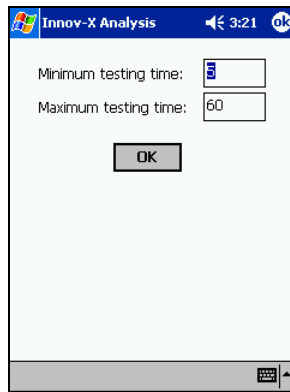 Innov-X Analysis 3:21 ok
Minimum testing time: 5
Maximum testing time: 60
OK